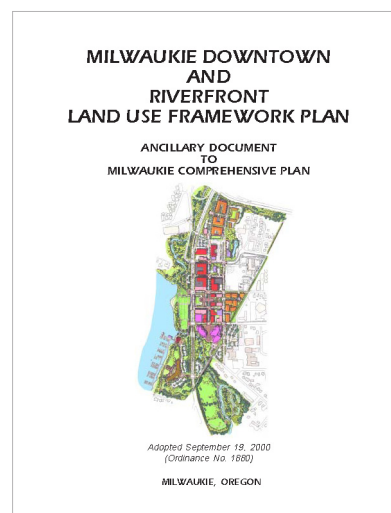 MILWAUKIE DOWNTOWN
AND
RIVERFRONT
LAND USE FRAMEWORK PLAN
ANCILLARY DOCUMENT
TO
MILWAUKIE COMPREHENSIVE PLAN
Adopted September 19, 2000
(Ordinance No. 1880)
MILWAUKIE, OREGON